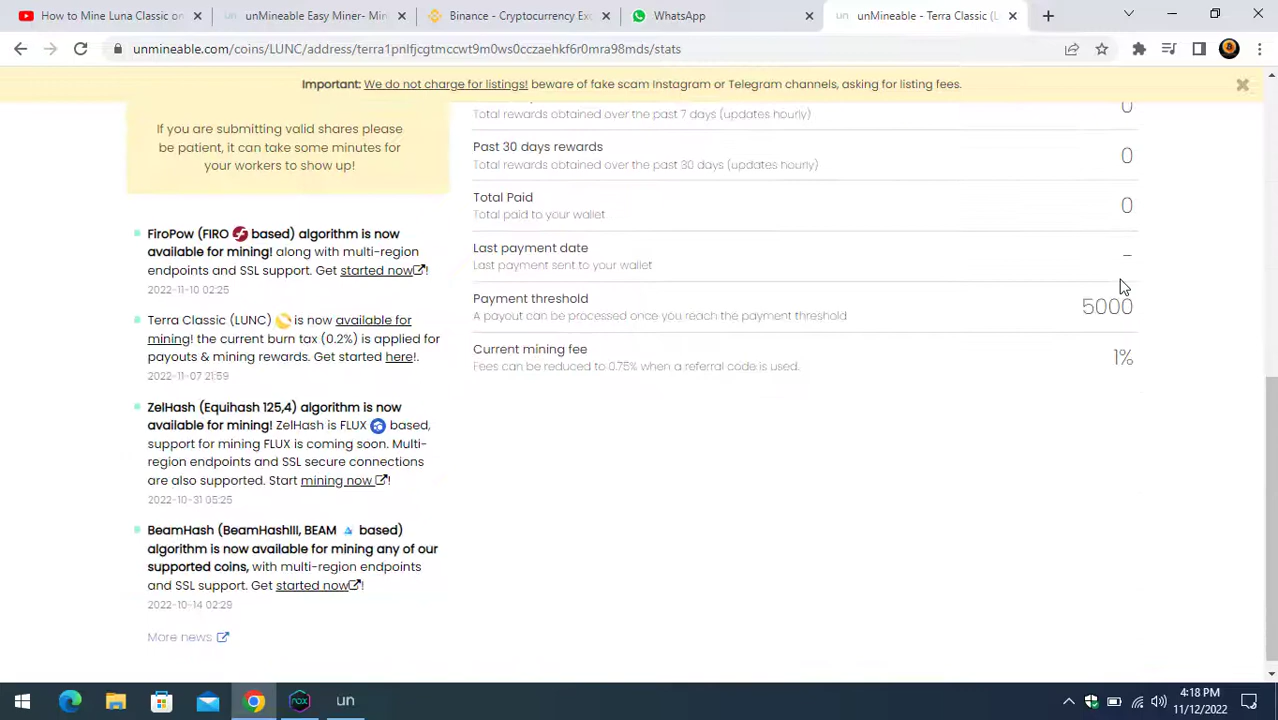 How to Mine Luna Classic on
unMineable Easy Miner- Min
Binance - Cryptocurrency Ex
WhatsApp
unMineable - Terra Classic (L
unmineable.com/coins/LUNC/address/terra1pnlfjcgtmccwt9m0ws0cczaehkf6r0mra98mds/stats
Important: We do not charge for listings! beware of fake scam Instagram or Telegram channels, asking for listing fees.
If you are submitting valid shares please
be patient, it can take some minutes for
your workers to show up!
FiroPow (FIRO based) algorithm is now
available for mining! along with multi-region
endpoints and SSL support. Get started now!
2022-11-10 02:25
Terra Classic (LUNC) is now available for
mining! the current burn tax (0.2%) is applied for
payouts & mining rewards. Get started here!.
2022-11-07 21:59
ZelHash (Equihash 125,4) algorithm is now
available for mining! ZelHash is FLUX based,
support for mining FLUX is coming soon. Multi-
region endpoints and SSL secure connections
are also supported. Start mining now!
2022-10-31 05:25
BeamHash (BeamHashIII, BEAM based)
algorithm is now available for mining any of our
supported coins, with multi-region endpoints
and SSL support. Get started now!
2022-10-14 02:29
More news
0
Total rewards obtained over the past 7 days (updates hourly)
Past 30 days rewards
0
Total rewards obtained over the past 30 days (updates hourly)
Total Paid
0
Total paid to your wallet
Last payment date
-
Last payment sent to your wallet
Payment threshold
5000
A payout can be processed once you reach the payment threshold.
Current mining fee
1%
Fees can be reduced to 0.75% when a referral code is used.
nox
un
4:18 PM
11/12/2022